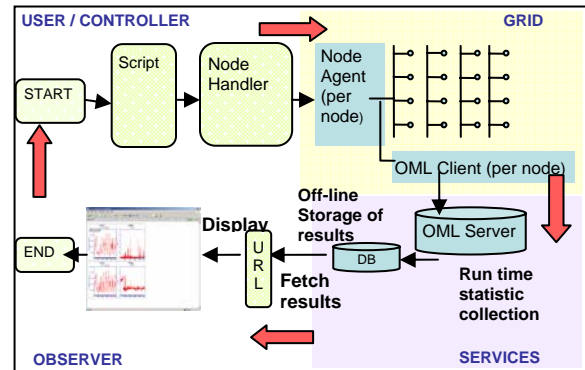 USER / CONTROLLER
GRID
START
Script
Node
Handler
Node
Agent
(per
node)
OML Client (per node)
Off-line
Storage of
results
OML Server
Display
END
U
R
L
DB
Fetch
results
Run time
statistic
collection
OBSERVER
SERVICES